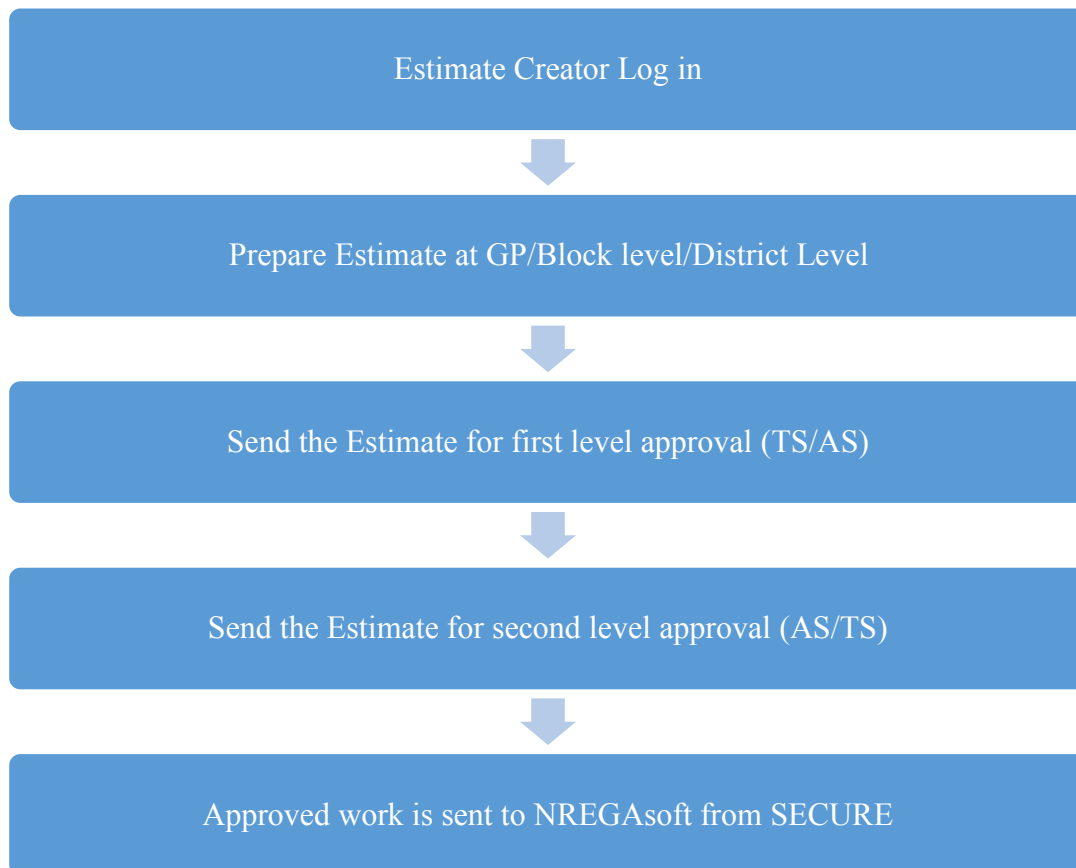 Estimate Creator Log in
Prepare Estimate at GP/Block level/District Level
Send the Estimate for first level approval (TS/AS)
Send the Estimate for second level approval (AS/TS)
Approved work is sent to NREGAsoft from SECURE